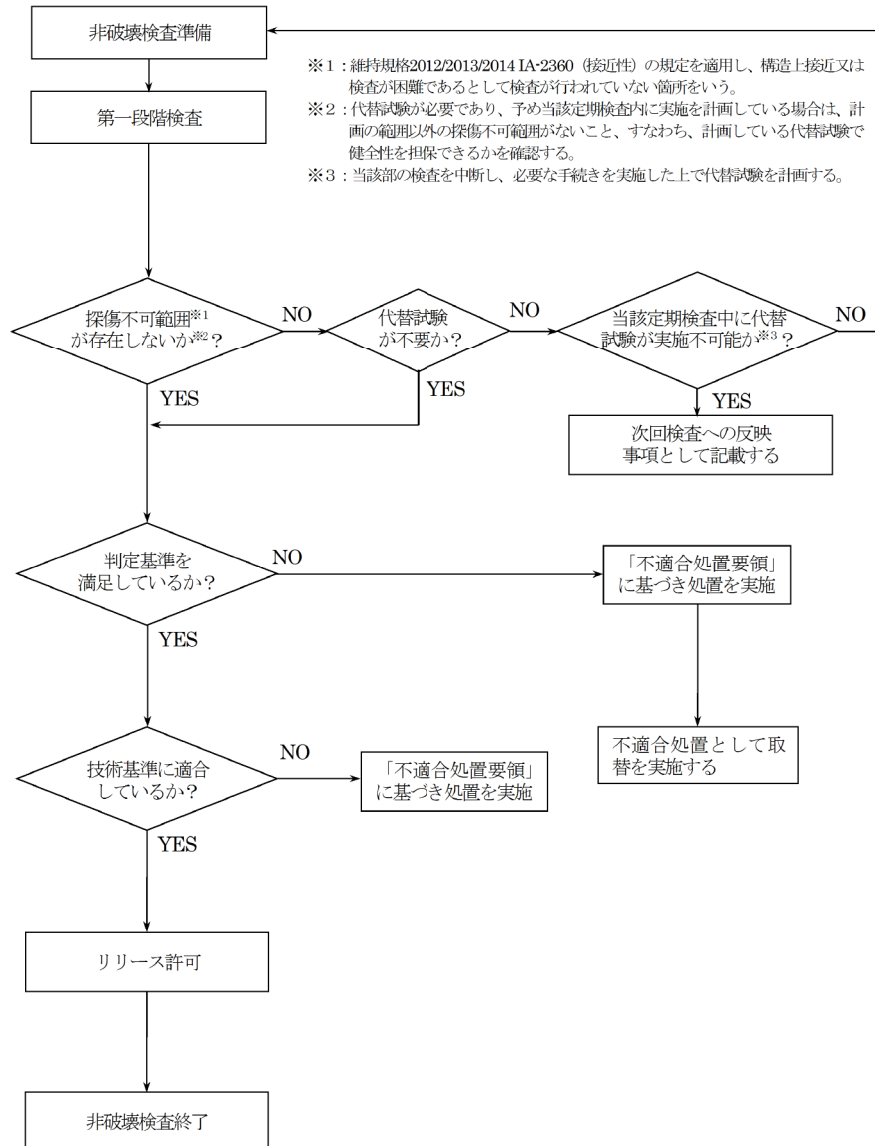 非破壊検査準備
※1：維持規格2012/2013/2014 IA-2360（接近性）の規定を適用し、構造上接近又は
検査が困難であるとして検査が行われていない箇所をいう。
※2：代替試験が必要であり、予め当該定期検査内に実施を計画している場合は、計
画の範囲以外の探傷不可範囲がないこと、すなわち、計画している代替試験で
健全性を担保できるかを確認する。
※3：当該部の検査を中断し、必要な手続きを実施した上で代替試験を計画する。
第一段階検査
探傷不可範囲※1
が存在しないか※2？
NO
代替試験
が不要か？
NO
当該定期検査中に代替
試験が実施不可能か※3？
NO
YES
YES
YES
次回検査への反映
事項として記載する
判定基準を
満足しているか？
NO
「不適合処置要領」
に基づき処置を実施
YES
不適合処置として取
替を実施する
技術基準に適合
しているか？
NO
「不適合処置要領」
に基づき処置を実施
YES
リリース許可
非破壊検査終了